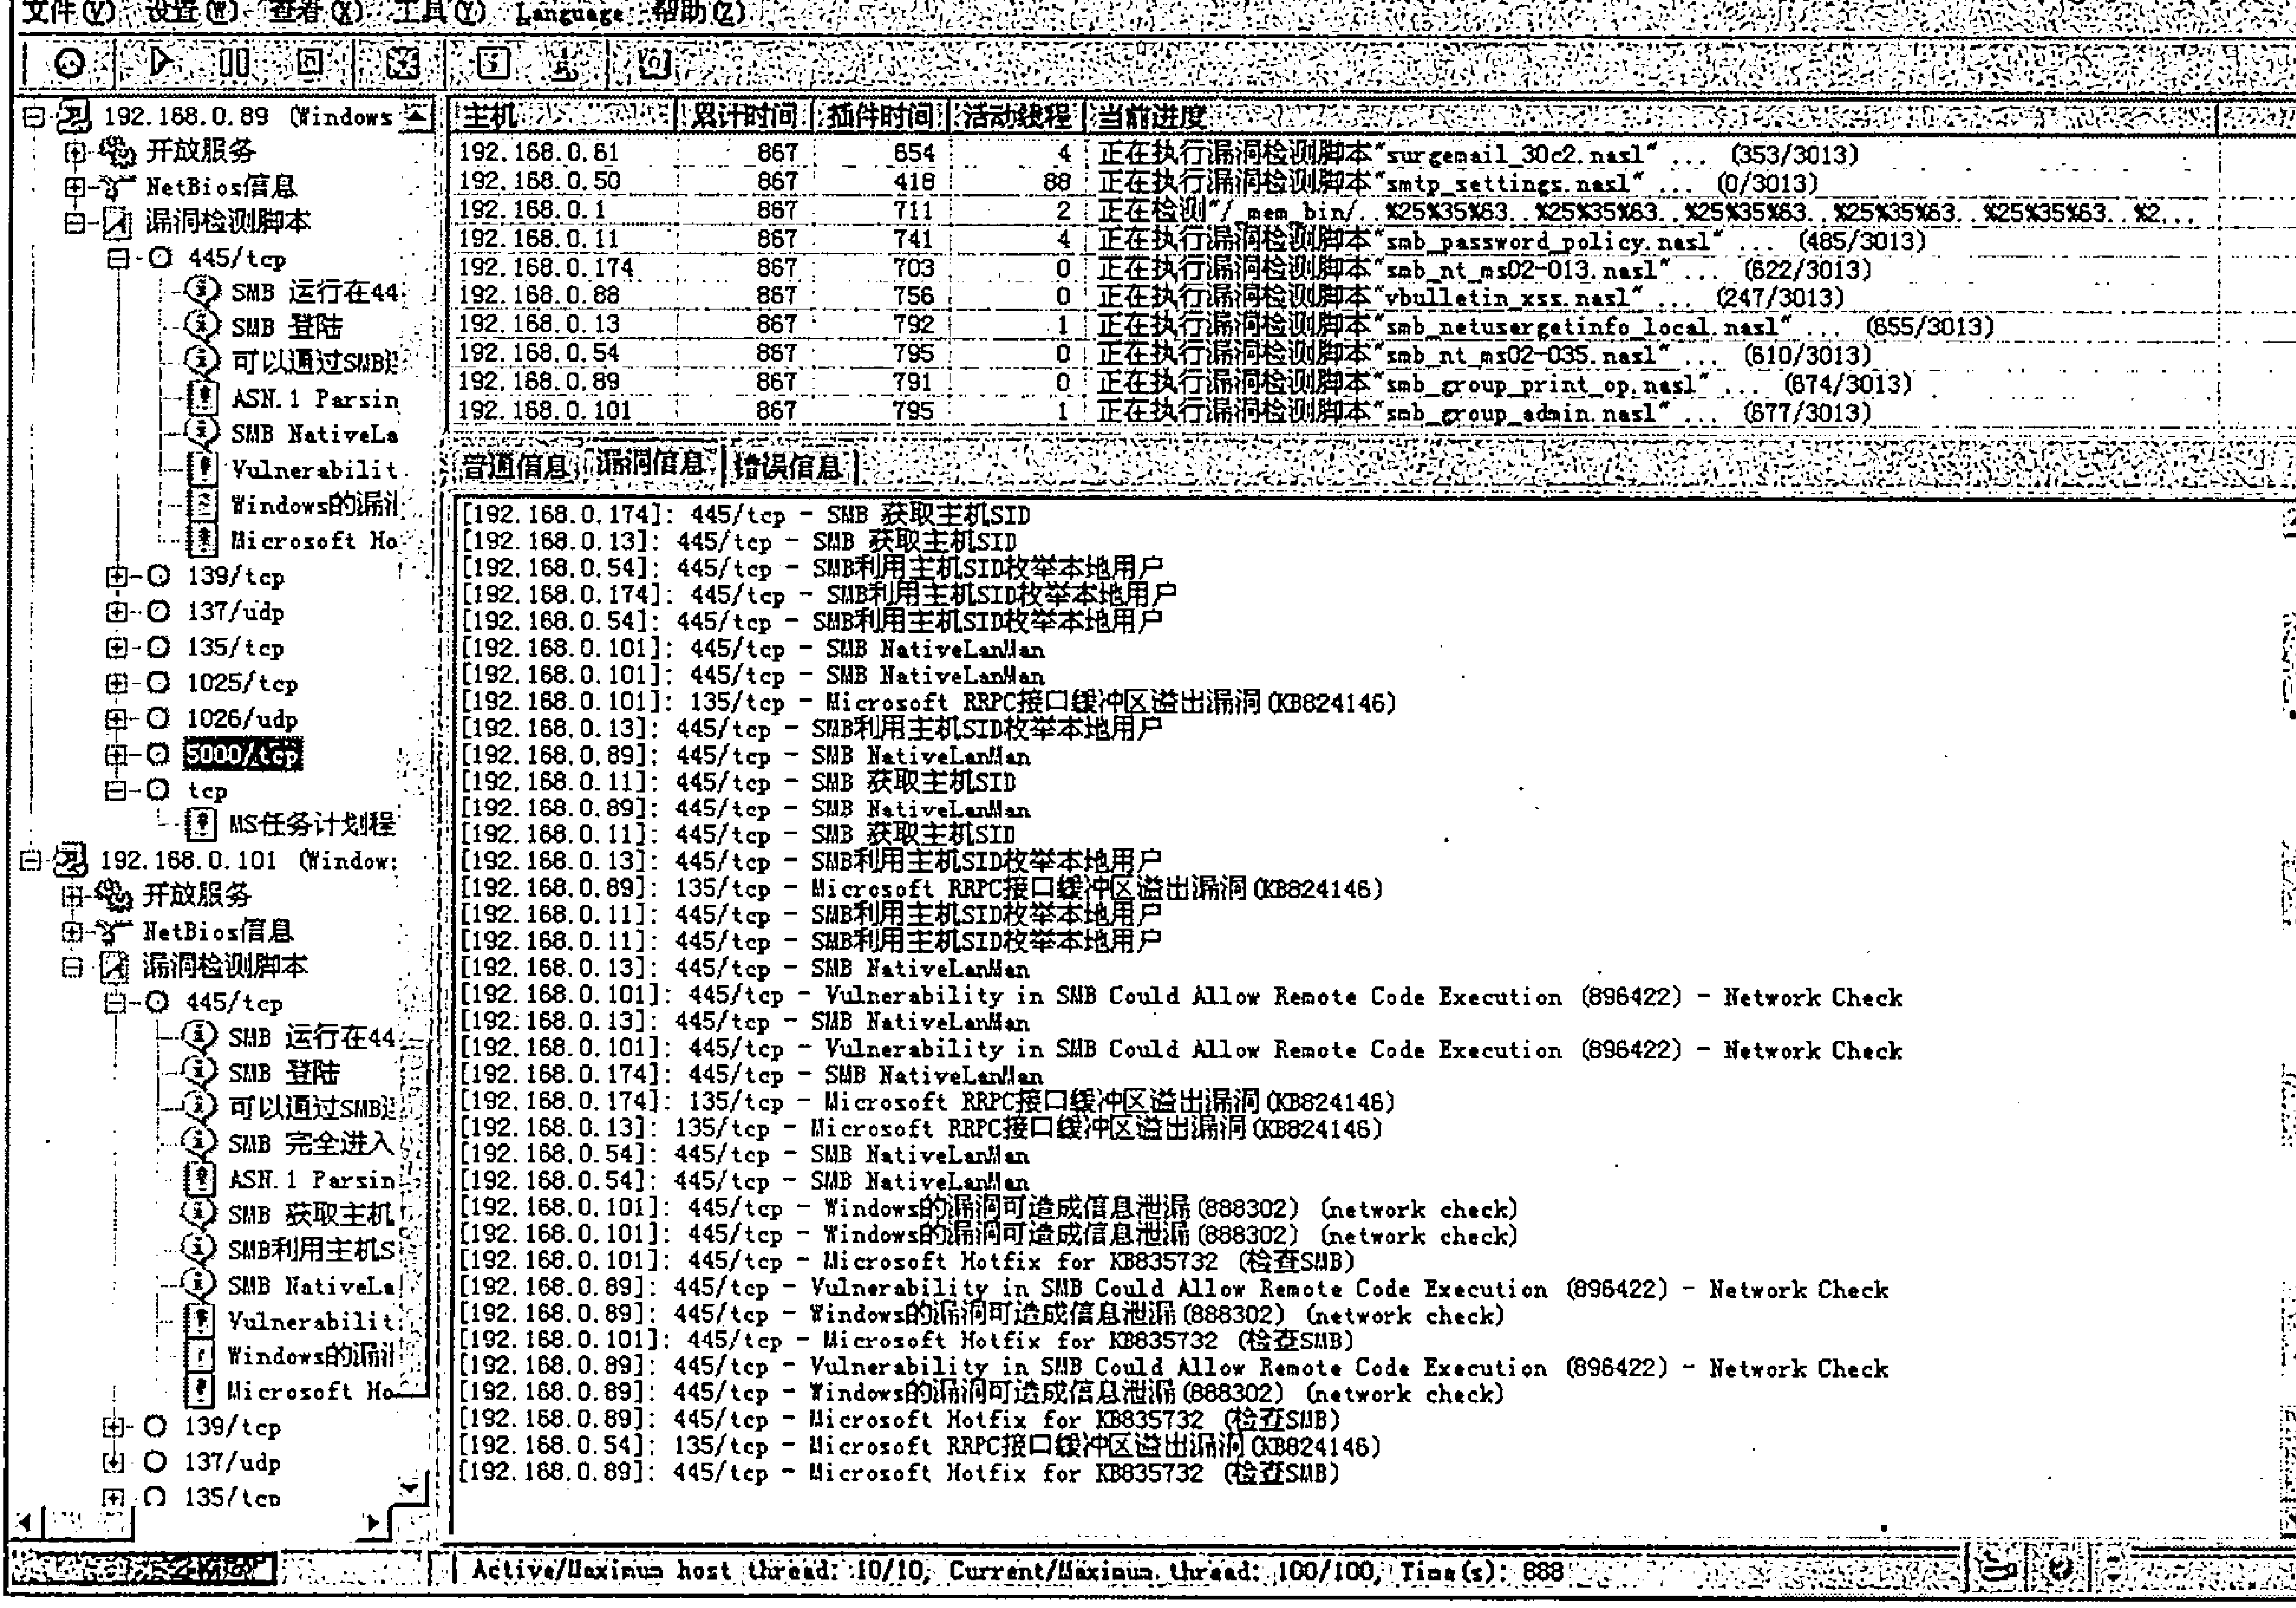 文件(V) 设置(W) 查看(X) 工具(Y) Language 帮助(Z)
192.168.0.89 (Windows
开放服务
NetBios信息
漏洞检测脚本
445/tcp
SMB 运行在44
SMB 登陆
可以通过SMB
ASN.1 Parsin
SMB NativeLa
Vulnerabilit
Windows的漏
Microsoft Ho
139/tcp
137/udp
135/tcp
1025/tcp
1026/udp
5000/tcp
tcp
MS任务计划程
192.168.0.101 (Window
开放服务
NetBios信息
漏洞检测脚本
445/tcp
SMB 运行在44
SMB 登陆
可以通过SMB
SMB 完全进入
ASN.1 Parsin
SMB 获取主机
SMB利用主机S
SMB NativeLa
Vulnerabilit
Windows的漏
Microsoft Ho
139/tcp
137/udp
135/tcp
主机 累计时间 插件时间 活动线程 当前进度
192.168.0.61 867 654 4 正在执行漏洞检测脚本"surgemail_30c2.nasl" ... (353/3013)
192.168.0.50 867 418 88 正在执行漏洞检测脚本"smtp_settings.nasl" ... (0/3013)
192.168.0.1 867 711 2 正在检测"/_mem_bin/..%25%35%63..%25%35%63..%25%35%63..%25%35%63..%25%35%63..%2...
192.168.0.11 867 741 4 正在执行漏洞检测脚本"smb_password_policy.nasl" ... (485/3013)
192.168.0.174 867 703 0 正在执行漏洞检测脚本"smb_nt_ms02-013.nasl" ... (622/3013)
192.168.0.88 867 756 0 正在执行漏洞检测脚本"vbulletin_xss.nasl" ... (247/3013)
192.168.0.13 867 792 1 正在执行漏洞检测脚本"smb_netusergetinfo_local.nasl" ... (655/3013)
192.168.0.54 867 795 0 正在执行漏洞检测脚本"smb_nt_ms02-035.nasl" ... (610/3013)
192.168.0.89 867 791 0 正在执行漏洞检测脚本"smb_group_print_op.nasl" ... (674/3013)
192.168.0.101 867 795 1 正在执行漏洞检测脚本"smb_group_admin.nasl" ... (677/3013)
普通信息 漏洞信息 错误信息
[192.168.0.174]: 445/tcp - SMB 获取主机SID
[192.168.0.13]: 445/tcp - SMB 获取主机SID
[192.168.0.54]: 445/tcp - SMB利用主机SID枚举本地用户
[192.168.0.174]: 445/tcp - SMB利用主机SID枚举本地用户
[192.168.0.54]: 445/tcp - SMB利用主机SID枚举本地用户
[192.168.0.101]: 445/tcp - SMB NativeLanMan
[192.168.0.101]: 445/tcp - SMB NativeLanMan
[192.168.0.101]: 135/tcp - Microsoft RRPC接口缓冲区溢出漏洞(KB824146)
[192.168.0.13]: 445/tcp - SMB利用主机SID枚举本地用户
[192.168.0.89]: 445/tcp - SMB NativeLanMan
[192.168.0.11]: 445/tcp - SMB 获取主机SID
[192.168.0.89]: 445/tcp - SMB NativeLanMan
[192.168.0.11]: 445/tcp - SMB 获取主机SID
[192.168.0.13]: 445/tcp - SMB利用主机SID枚举本地用户
[192.168.0.89]: 135/tcp - Microsoft RRPC接口缓冲区溢出漏洞(KB824146)
[192.168.0.11]: 445/tcp - SMB利用主机SID枚举本地用户
[192.168.0.11]: 445/tcp - SMB利用主机SID枚举本地用户
[192.168.0.13]: 445/tcp - SMB NativeLanMan
[192.168.0.101]: 445/tcp - Vulnerability in SMB Could Allow Remote Code Execution (896422) - Network Check
[192.168.0.13]: 445/tcp - SMB NativeLanMan
[192.168.0.101]: 445/tcp - Vulnerability in SMB Could Allow Remote Code Execution (896422) - Network Check
[192.168.0.174]: 445/tcp - SMB NativeLanMan
[192.168.0.174]: 135/tcp - Microsoft RRPC接口缓冲区溢出漏洞(KB824146)
[192.168.0.13]: 135/tcp - Microsoft RRPC接口缓冲区溢出漏洞(KB824146)
[192.168.0.54]: 445/tcp - SMB NativeLanMan
[192.168.0.54]: 445/tcp - SMB NativeLanMan
[192.168.0.101]: 445/tcp - Windows的漏洞可造成信息泄漏(888302) (network check)
[192.168.0.101]: 445/tcp - Windows的漏洞可造成信息泄漏(888302) (network check)
[192.168.0.101]: 445/tcp - Microsoft Hotfix for KB835732 (检查SMB)
[192.168.0.89]: 445/tcp - Vulnerability in SMB Could Allow Remote Code Execution (896422) - Network Check
[192.168.0.89]: 445/tcp - Windows的漏洞可造成信息泄漏(888302) (network check)
[192.168.0.101]: 445/tcp - Microsoft Hotfix for KB835732 (检查SMB)
[192.168.0.89]: 445/tcp - Vulnerability in SMB Could Allow Remote Code Execution (896422) - Network Check
[192.168.0.89]: 445/tcp - Windows的漏洞可造成信息泄漏(888302) (network check)
[192.168.0.89]: 445/tcp - Microsoft Hotfix for KB835732 (检查SMB)
[192.168.0.54]: 135/tcp - Microsoft RRPC接口缓冲区溢出漏洞(KB824146)
[192.168.0.89]: 445/tcp - Microsoft Hotfix for KB835732 (检查SMB)
Active/Maximum host thread: 10/10, Current/Maximum thread: 100/100, Time(s): 888